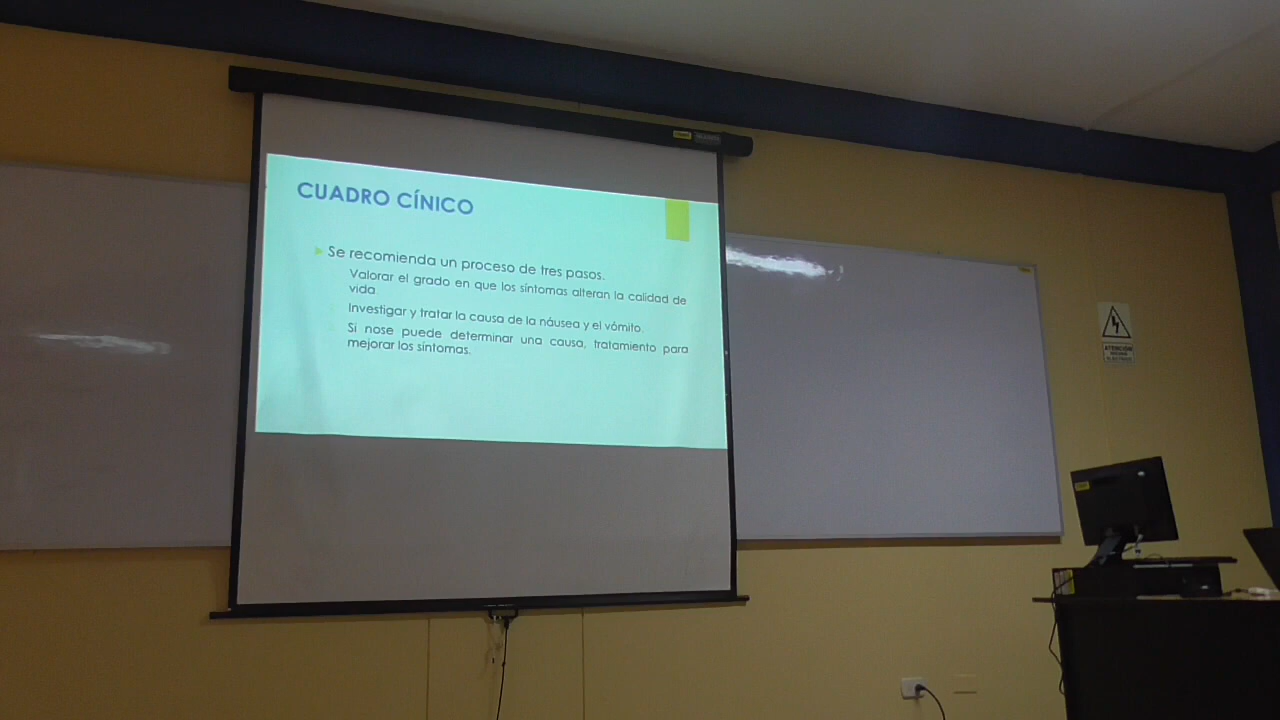 CUADRO CÍNICO
Se recomienda un proceso de tres pasos.
Valorar el grado en que los síntomas alteran la calidad de
vida.
Investigar y tratar la causa de la náusea y el vómito.
Si nose puede determinar una causa, tratamiento para
mejorar los síntomas.
ATENCIÓN